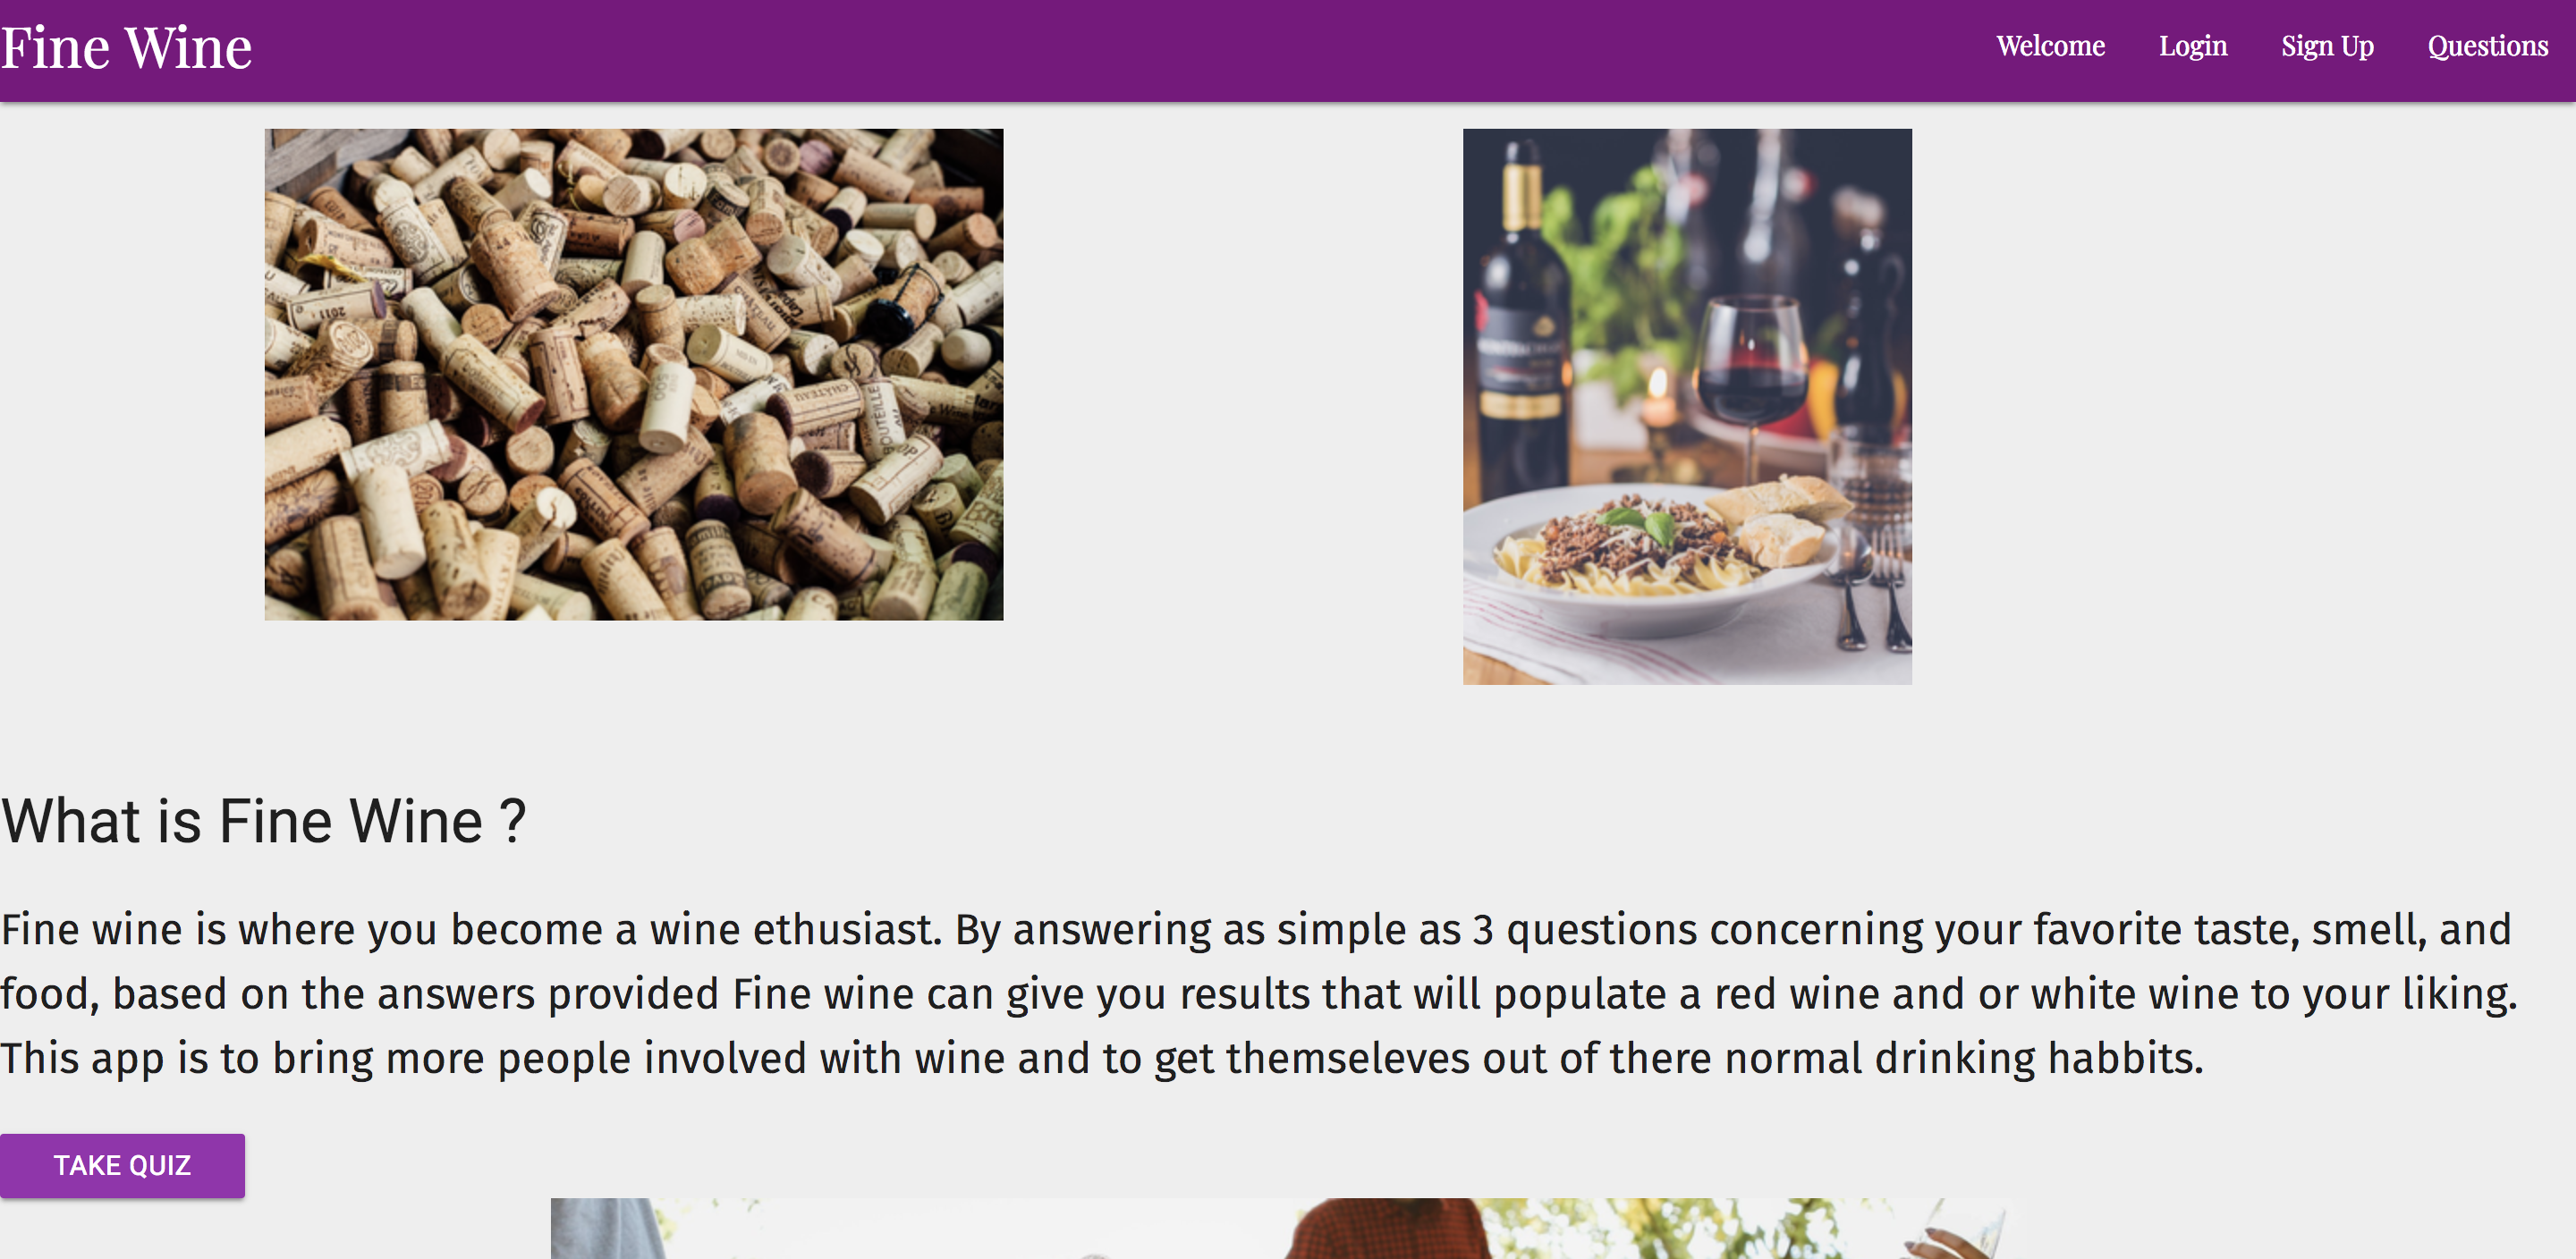 Fine Wine
Welcome Login Sign Up Questions
2011
CHATEAU
BOUTEILLE
AU
What is Fine Wine ?
Fine wine is where you become a wine ethusiast. By answering as simple as 3 questions concerning your favorite taste, smell, and
food, based on the answers provided Fine wine can give you results that will populate a red wine and or white wine to your liking.
This app is to bring more people involved with wine and to get themseleves out of there normal drinking habbits.
TAKE QUIZ